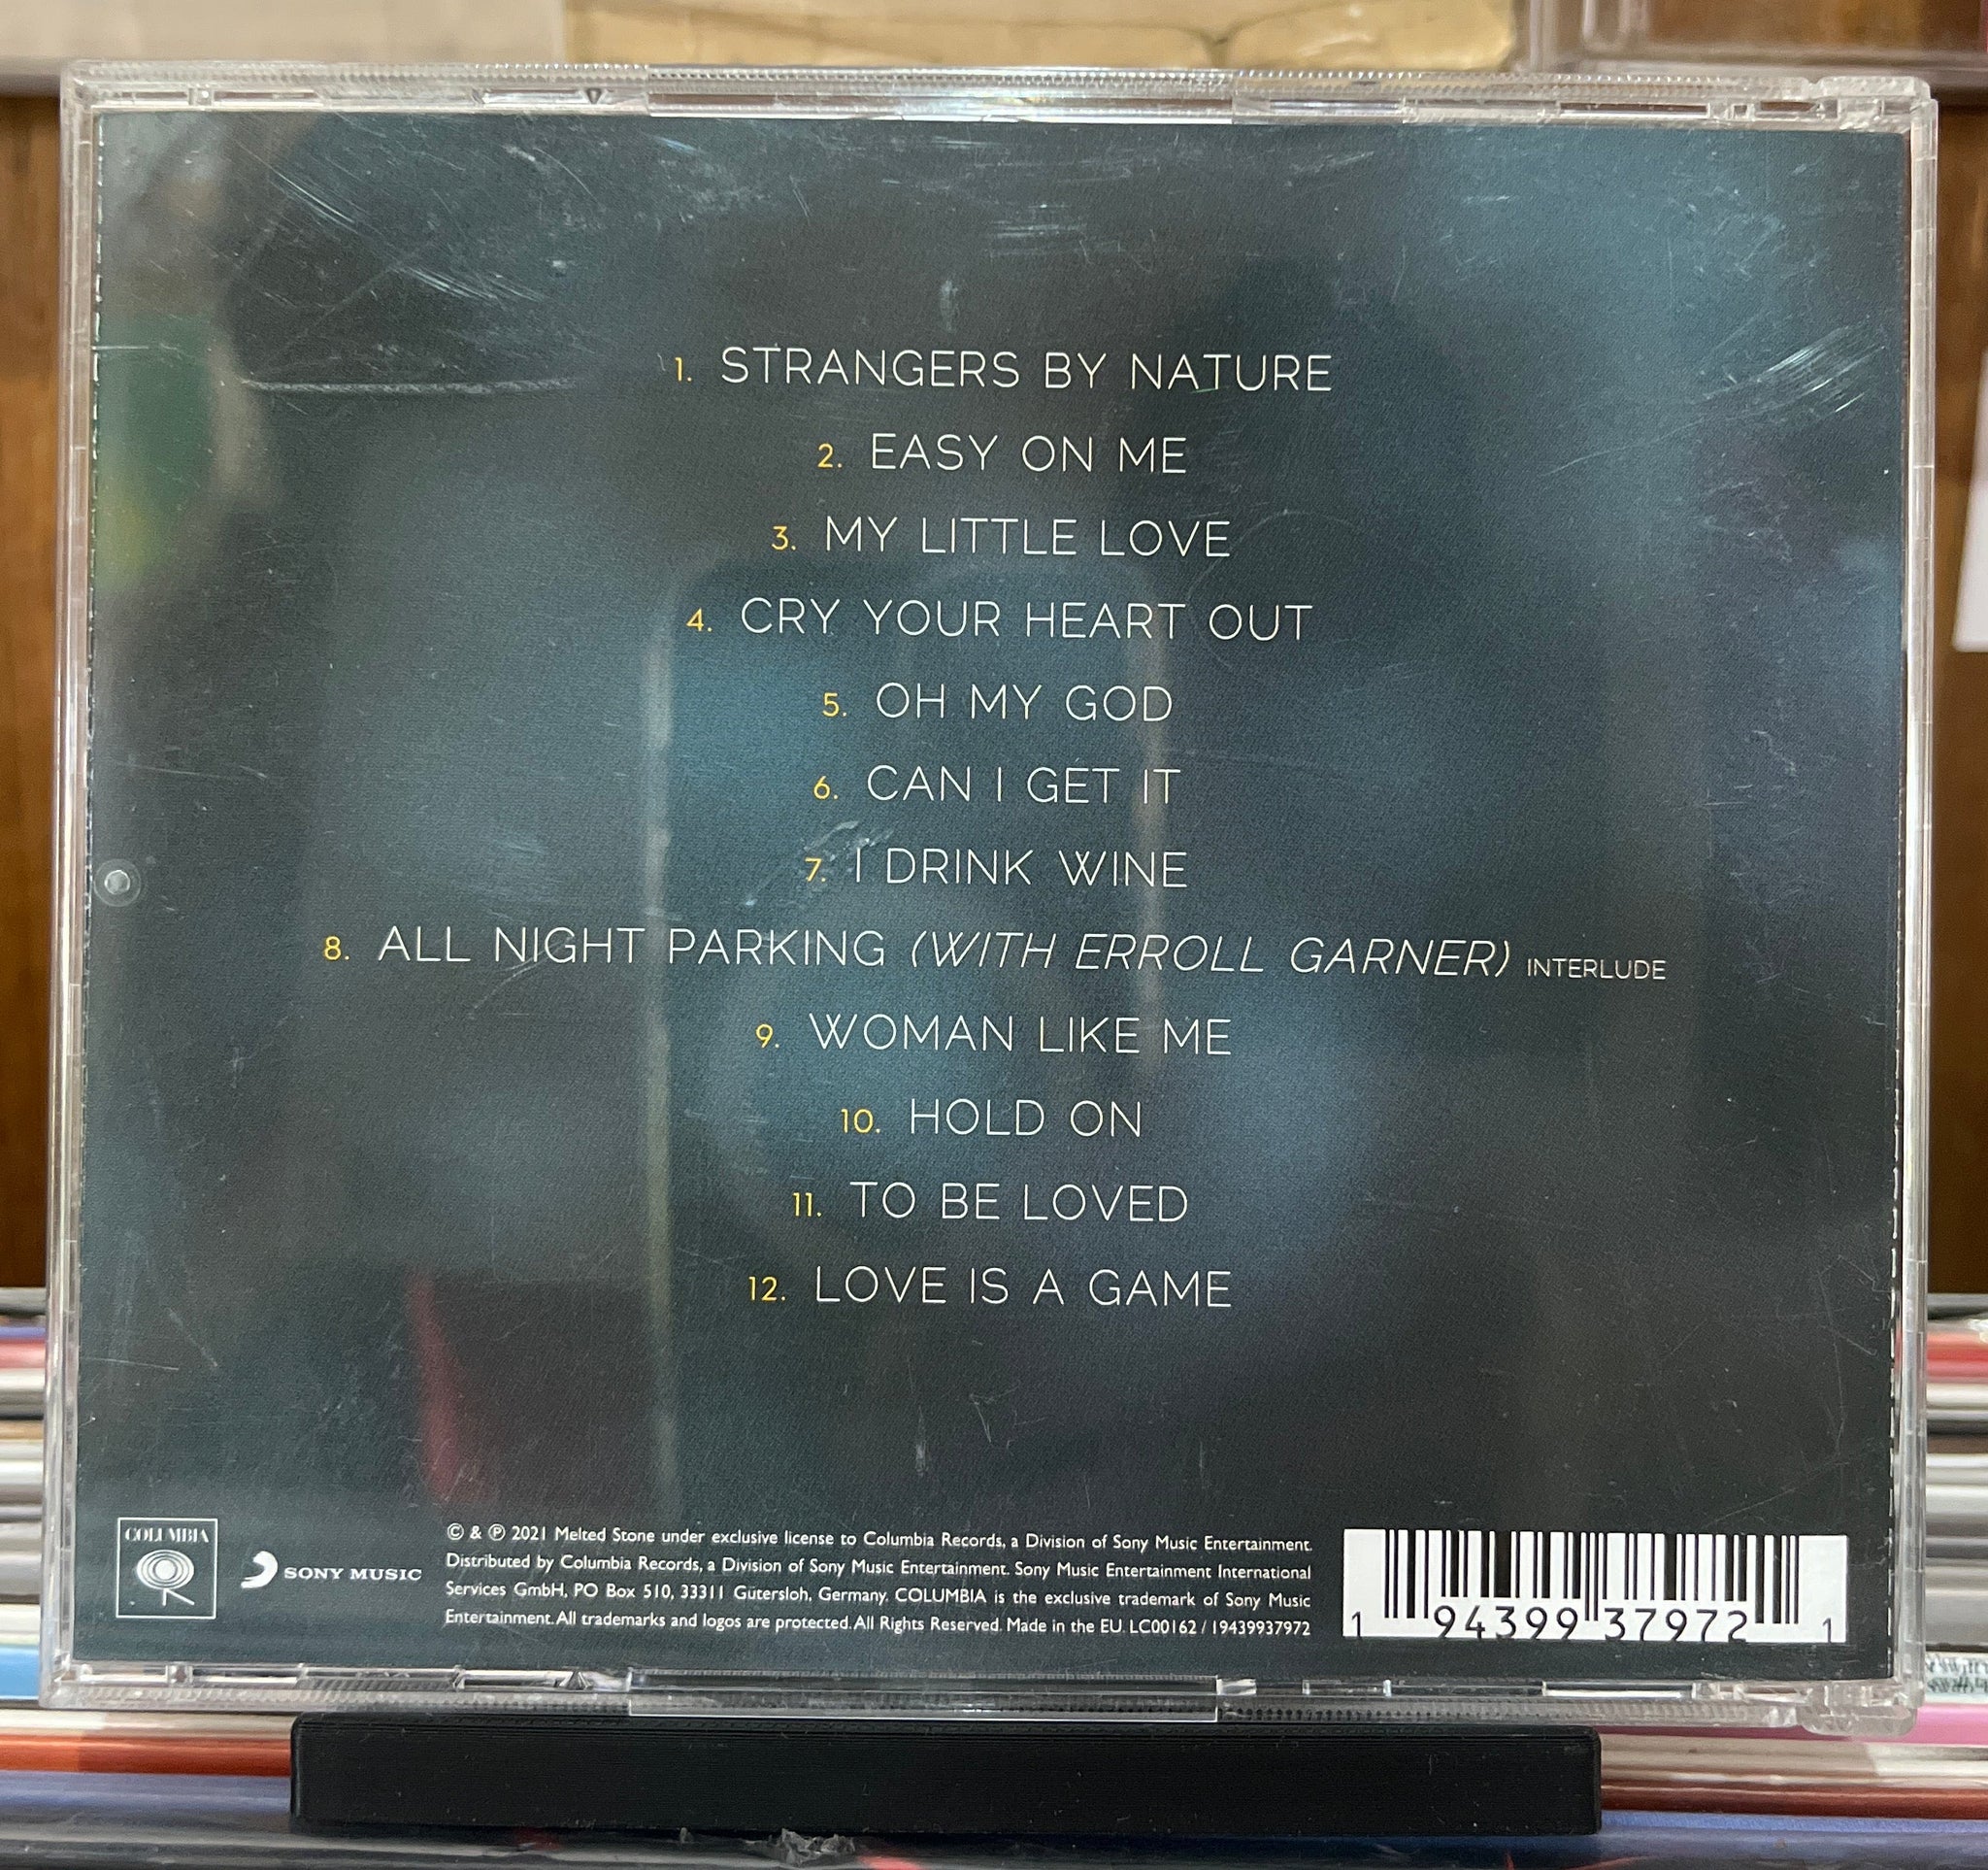 1. STRANGERS BY NATURE
2. EASY ON ME
3. MY LITTLE LOVE
4. CRY YOUR HEART OUT
5. OH MY GOD
6. CAN I GET IT
7. I DRINK WINE
8. ALL NIGHT PARKING (WITH ERROLL GARNER) INTERLUDE
9. WOMAN LIKE ME
10. HOLD ON
11. TO BE LOVED
12. LOVE IS A GAME
COLUMBIA
SONY MUSIC
© & ℗ 2021 Melted Stone under exclusive license to Columbia Records, a Division of Sony Music Entertainment.
Distributed by Columbia Records, a Division of Sony Music Entertainment. Sony Music Entertainment International
Services GmbH, PO Box 510, 33311 Gütersloh, Germany. COLUMBIA is the exclusive trademark of Sony Music
Entertainment. All trademarks and logos are protected. All Rights Reserved. Made in the EU. LC00162 / 19439937972
1 94399 37972 1